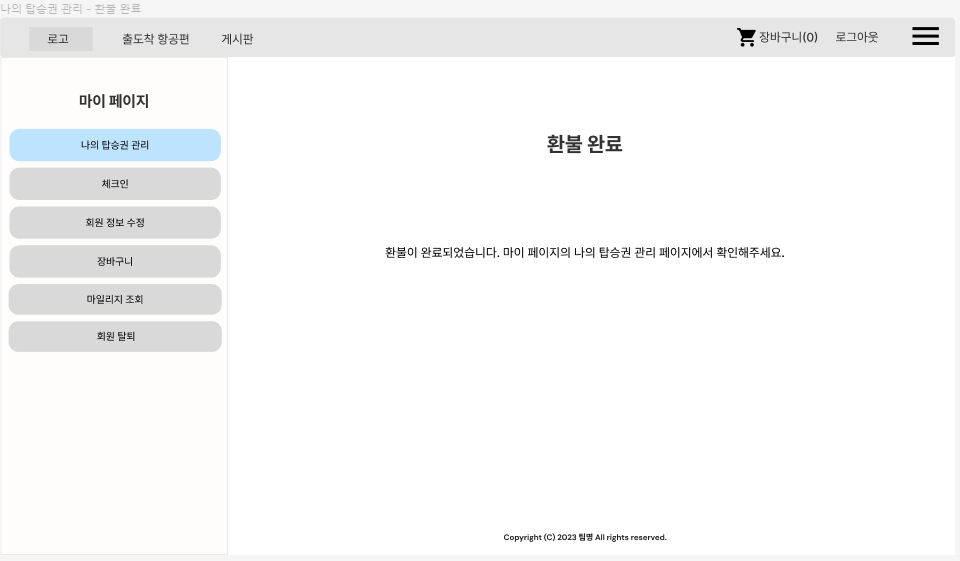 나의 탑승권 관리 - 환불 완료
로고 출도착 항공편 게시판 장바구니(0) 로그아웃
마이 페이지
나의 탑승권 관리
체크인
회원 정보 수정
장바구니
마일리지 조회
회원 탈퇴
환불 완료
환불이 완료되었습니다. 마이 페이지의 나의 탑승권 관리 페이지에서 확인해주세요.
Copyright (C) 2023 팀명 All rights reserved.